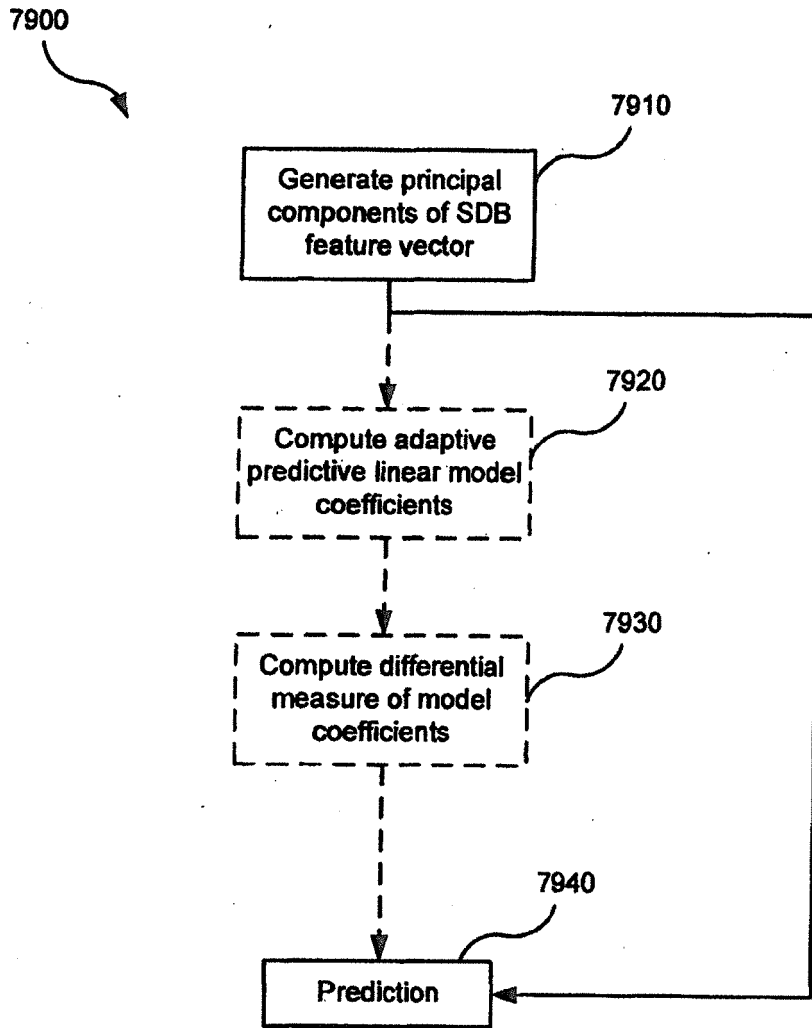 7900
7910
Generate principal
components of SDB
feature vector
7920
Compute adaptive
predictive linear model
coefficients
7930
Compute differential
measure of model
coefficients
7940
Prediction